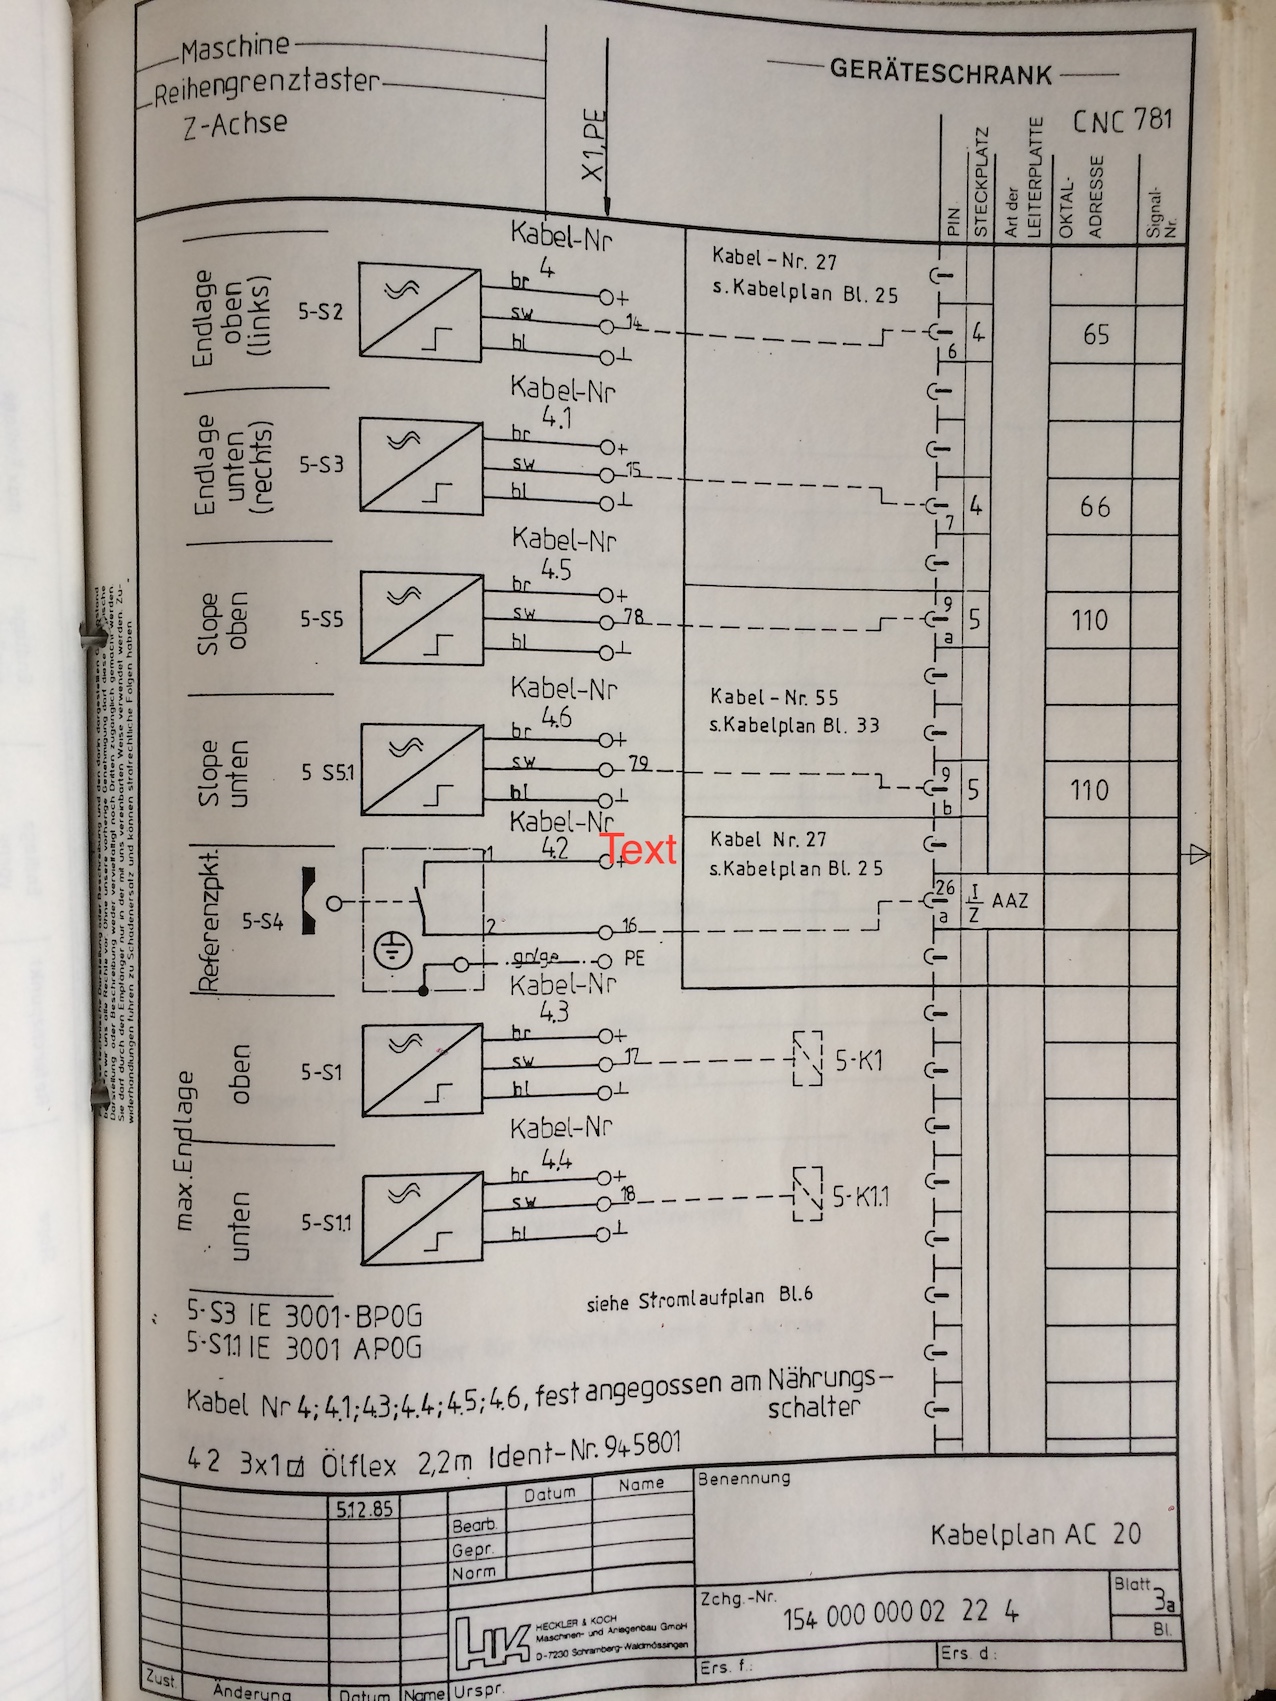 Maschine
Reihengrenztaster
Z-Achse
X1,PE
GERÄTESCHRANK
CNC 781
PIN
STECKPLATZ
Art der
LEITERPLATTE
OKTAL-
ADRESSE
Signal-
Nr.
Endlage
oben
(links)
5-S2
Kabel-Nr
4
br +
sw 14
bl ⊥
Kabel-Nr. 27
s.Kabelplan Bl. 25
6 4 65
Endlage
unten
(rechts)
5-S3
Kabel-Nr
4.1
br +
sw 15
bl ⊥
7 4 66
Slope
oben
5-S5
Kabel-Nr
4.5
br +
sw 78
bl ⊥
9
a 5 110
Slope
unten
5 S5.1
Kabel-Nr
4.6
br +
sw 79
bl ⊥
Kabel-Nr. 55
s.Kabelplan Bl. 33
9
b 5 110
Referenzpkt.
5-S4
Kabel-Nr
4.2
Text
1 +
2 16
gn/ge PE
Kabel Nr. 27
s.Kabelplan Bl. 25
26
a I/Z AAZ
max. Endlage
oben
5-S1
Kabel-Nr
4.3
br +
sw 17
bl ⊥
5-K1
unten
5-S1.1
Kabel-Nr
4.4
br +
sw 18
bl ⊥
5-K1.1
5-S3 IE 3001-BPOG
5-S1.1 IE 3001 APOG
siehe Stromlaufplan Bl.6
Kabel Nr 4; 4.1; 4.3; 4.4; 4.5; 4.6, fest angegossen am Nährungs-
schalter
4 2 3x1 Ölflex 2,2m Ident-Nr. 945801
5.12.85
Datum Name
Bearb.
Gepr.
Norm
Benennung
Kabelplan AC 20
HK
HECKLER & KOCH
Maschinen- und Anlagenbau GmbH
D-7230 Schramberg-Waldmössingen
Zchg.-Nr.
154 000 000 02 22 4
Blatt
3a
Bl.
Zust. Änderung Datum Name Urspr.
Ers. f.:
Ers d: